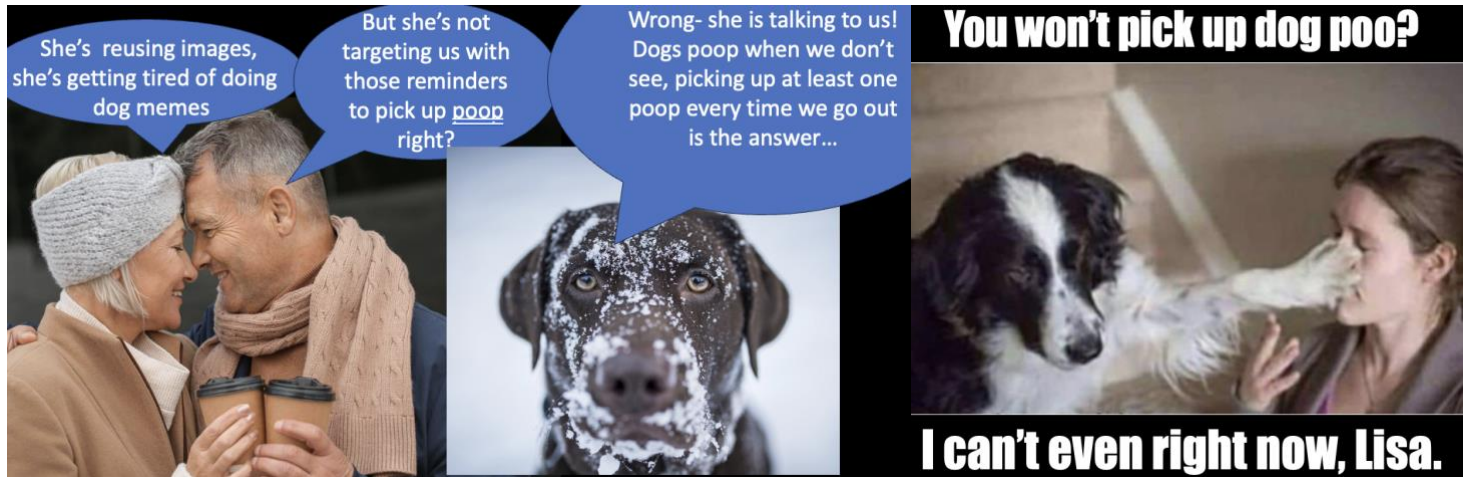 She's  reusing images,
she's getting tired of doing
dog memes
But she's not
targeting us with
those reminders
to pick up poop
right?
Wrong- she is talking to us!
Dogs poop when we don't
see, picking up at least one
poop every time we go out
is the answer...
You won't pick up dog poo?
I can't even right now, Lisa.